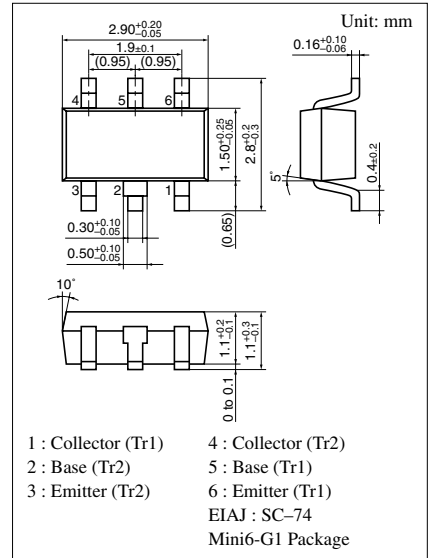 Unit: mm
2.90+0.20 −0.05
1.9±0.1
(0.95) (0.95)
0.16+0.10 −0.06
4 5 6
1.50+0.25 −0.05
2.8+0.2 −0.3
5°
0.4±0.2
3 2 1
(0.65)
0.30+0.10 −0.05
0.50+0.10 −0.05
10°
1.1+0.2 −0.1
1.1+0.3 −0.1
0 to 0.1
1 : Collector (Tr1) 4 : Collector (Tr2)
2 : Base (Tr2) 5 : Base (Tr1)
3 : Emitter (Tr2) 6 : Emitter (Tr1)
EIAJ : SC–74
Mini6-G1 Package